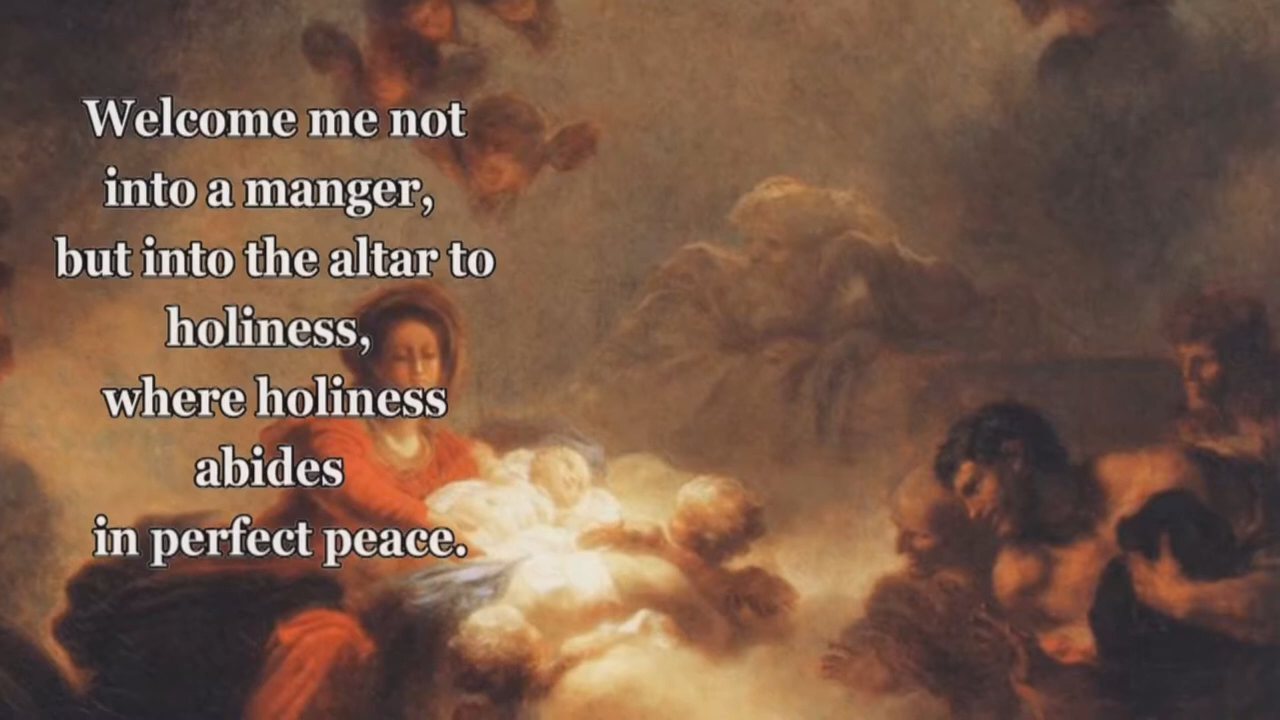 Welcome me not
into a manger,
but into the altar to
holiness,
where holiness
abides
in perfect peace.